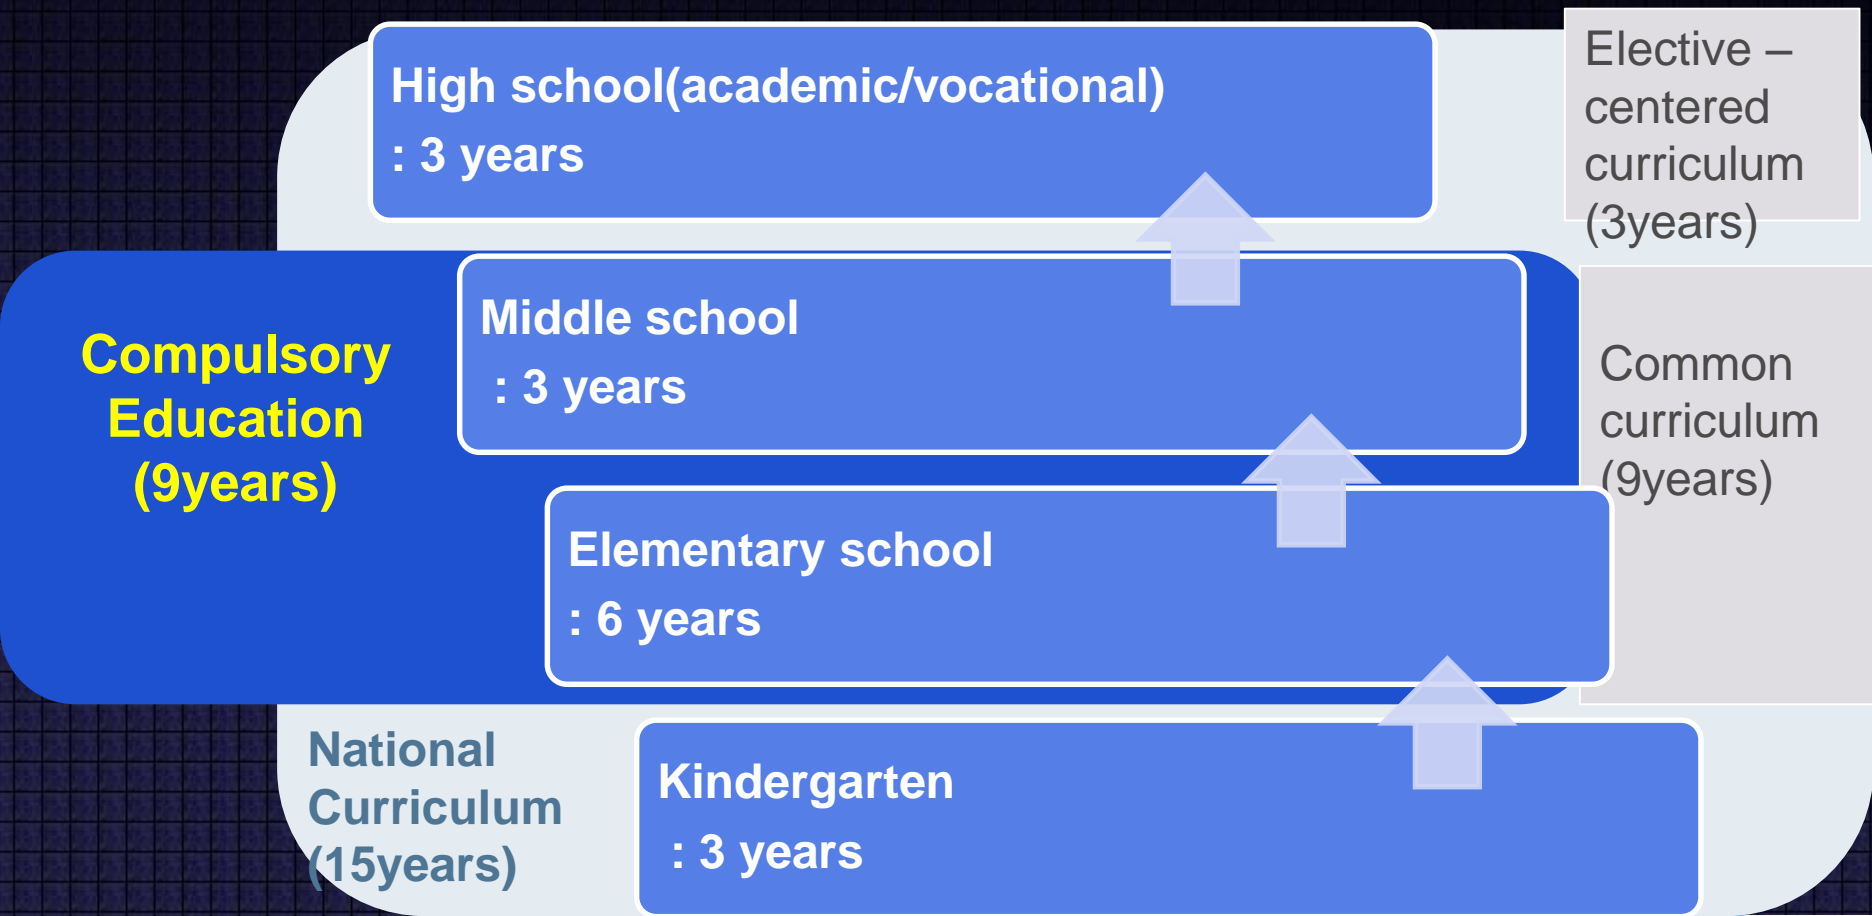 High school(academic/vocational)
: 3 years
Elective –
centered
curriculum
(3years)
Compulsory
Education
(9years)
Middle school
: 3 years
Common
curriculum
(9years)
Elementary school
: 6 years
National
Curriculum
(15years)
Kindergarten
: 3 years